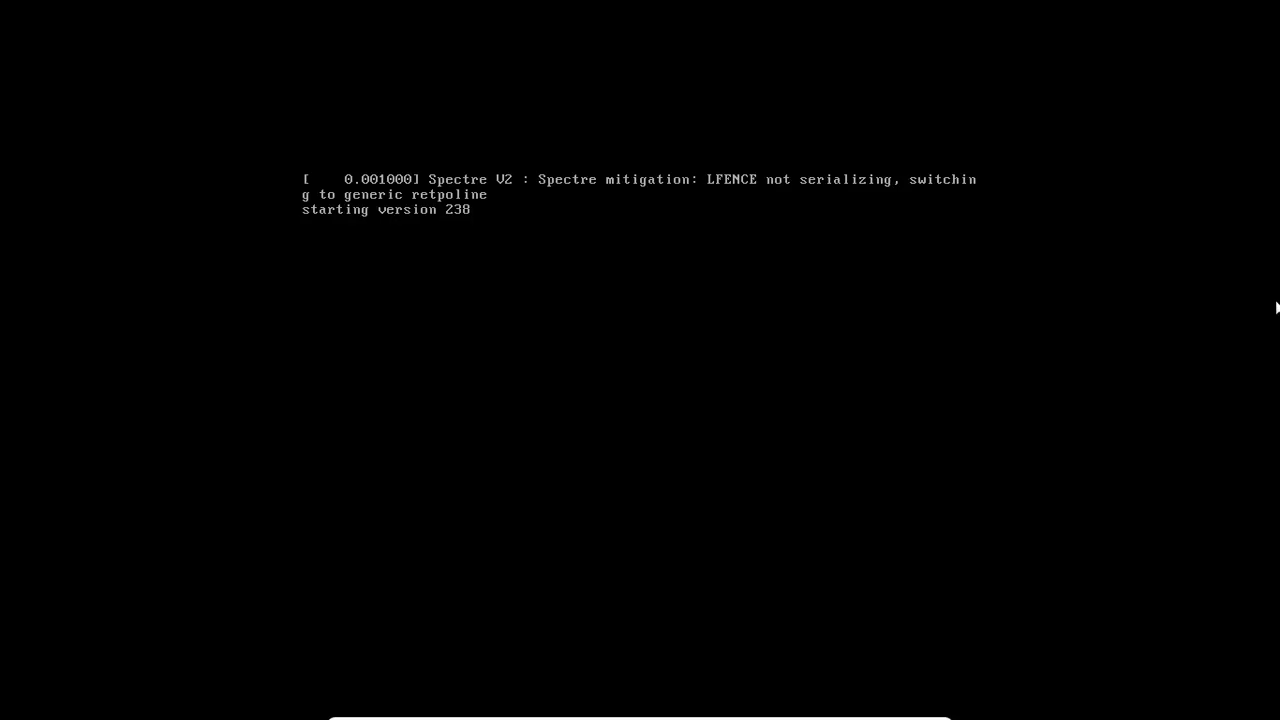 [    0.001000] Spectre V2 : Spectre mitigation: LFENCE not serializing, switchin
g to generic retpoline
starting version 238